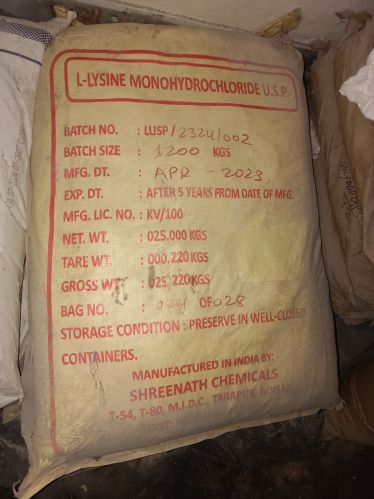 L-LYSINE MONOHYDROCHLORIDE U.S.P.
BATCH NO. : LUSP/2324/002
BATCH SIZE : 1200 KGS
MFG. DT. : APR - 2023
EXP. DT. : AFTER 5 YEARS FROM DATE OF MFG.
MFG. LIC. NO. : KV/100
NET. WT. : 025.000 KGS
TARE WT. : 000.220 KGS
GROSS WT. : 025.220KGS
BAG NO. : OF 028
STORAGE CONDITION : PRESERVE IN WELL-CLOSED
CONTAINERS.
MANUFACTURED IN INDIA BY:
SHREENATH CHEMICALS
T-54, T-80, M.I.D.C., TARAPUR, BOISAR
DIST: